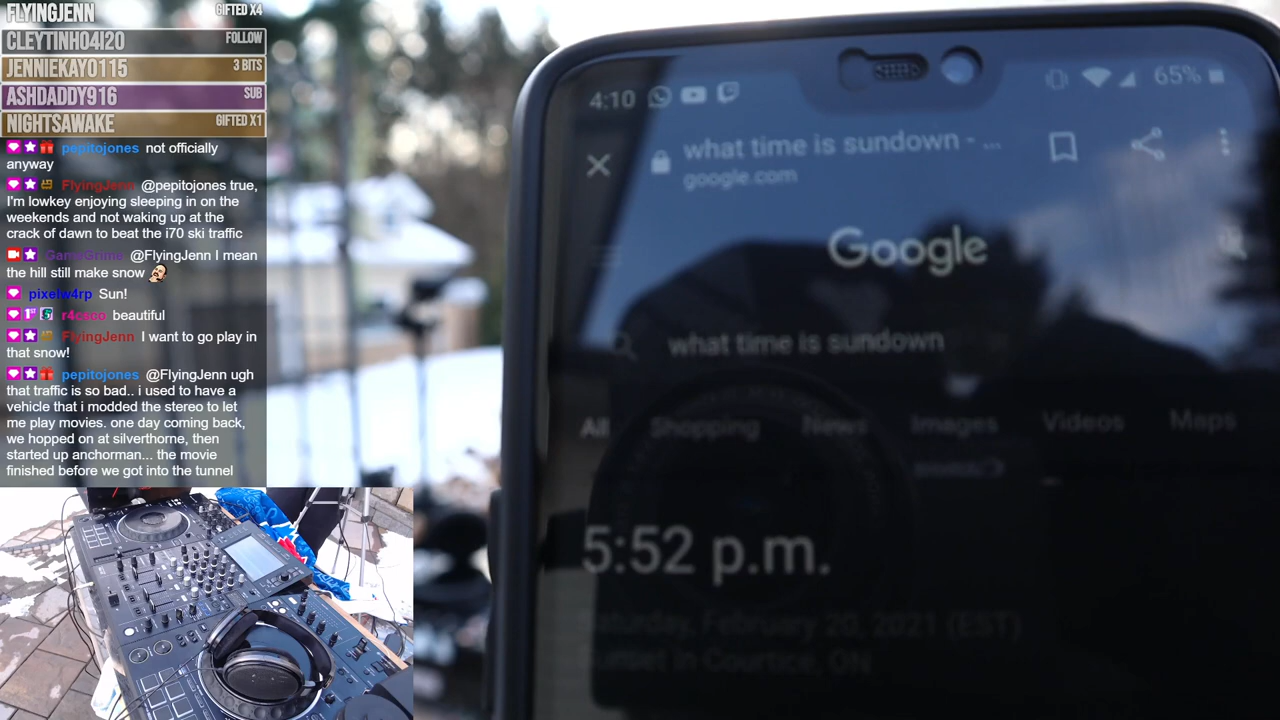 FLYINGJENN GIFTED X4
CLEYTINHO4I20 FOLLOW
JENNIEKAY0115 3 BITS
ASHDADDY916 SUB
NIGHTSAWAKE GIFTED X1
pepitojones not officially
anyway
FlyingJenn @pepitojones true,
I'm lowkey enjoying sleeping in on the
weekends and not waking up at the
crack of dawn to beat the i70 ski traffic
@FlyingJenn I mean
the hill still make snow
pixelw4rp Sun!
r4csco beautiful
FlyingJenn I want to go play in
that snow!
pepitojones @FlyingJenn ugh
that traffic is so bad.. i used to have a
vehicle that i modded the stereo to let
me play movies. one day coming back,
we hopped on at silverthorne, then
started up anchorman... the movie
finished before we got into the tunnel
4:10 65%
what time is sundown - ...
google.com
Google
what time is sundown
All Shopping News Images Videos Maps
5:52 p.m.
Saturday, February 20, 2021 (EST)
Sunset in Courtice, ON